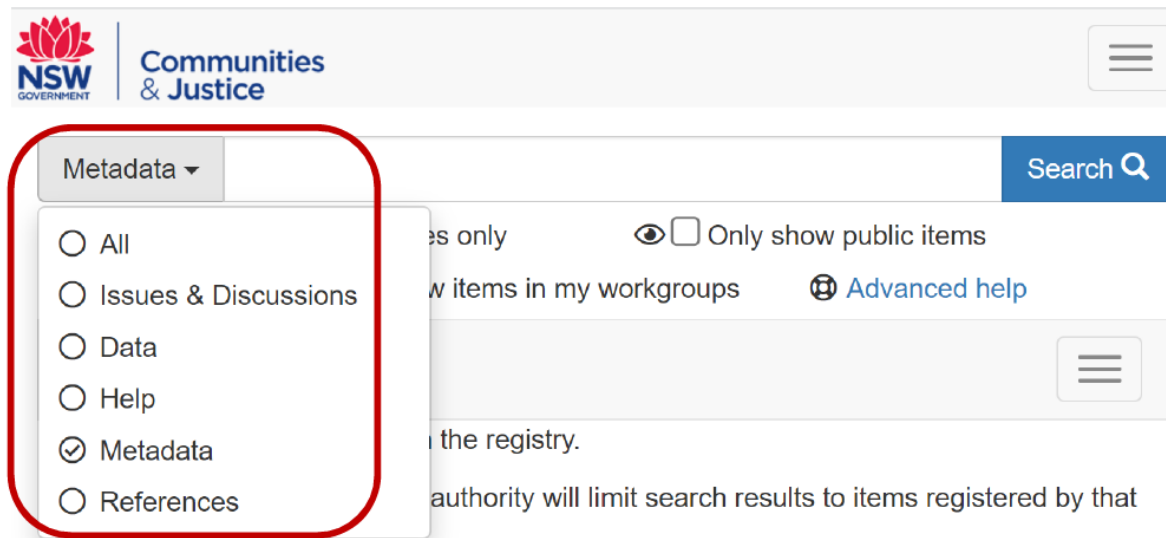 NSW
GOVERNMENT
Communities
& Justice
Metadata
Search
All
es only
Only show public items
Issues & Discussions
w items in my workgroups
Advanced help
Data
Help
Metadata
the registry.
References
authority will limit search results to items registered by that